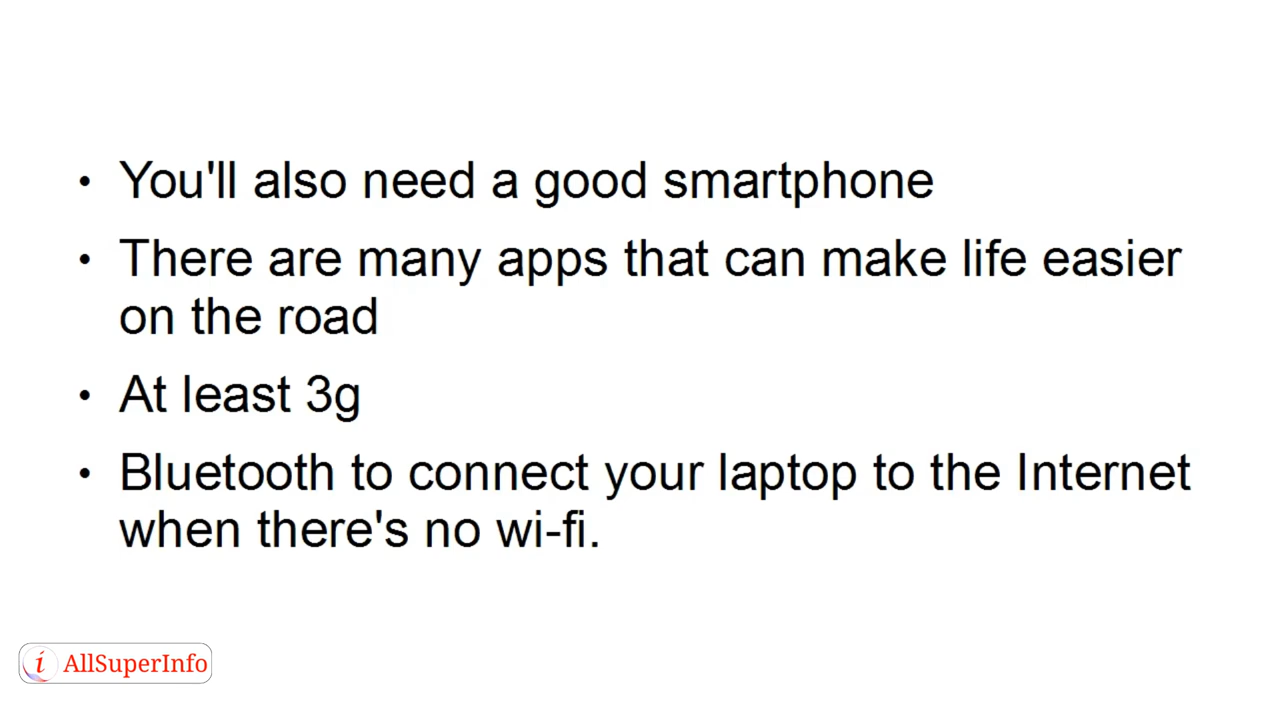 • You'll also need a good smartphone
• There are many apps that can make life easier
on the road
• At least 3g
• Bluetooth to connect your laptop to the Internet
when there's no wi-fi.
i AllSuperInfo